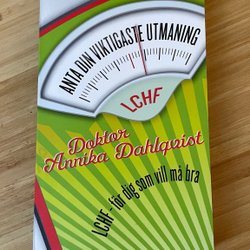 ANTA DIN VIKTIGASTE UTMANING
LCHF
Doktor
Annika Dahlqvist
LCHF - för dig som vill må bra